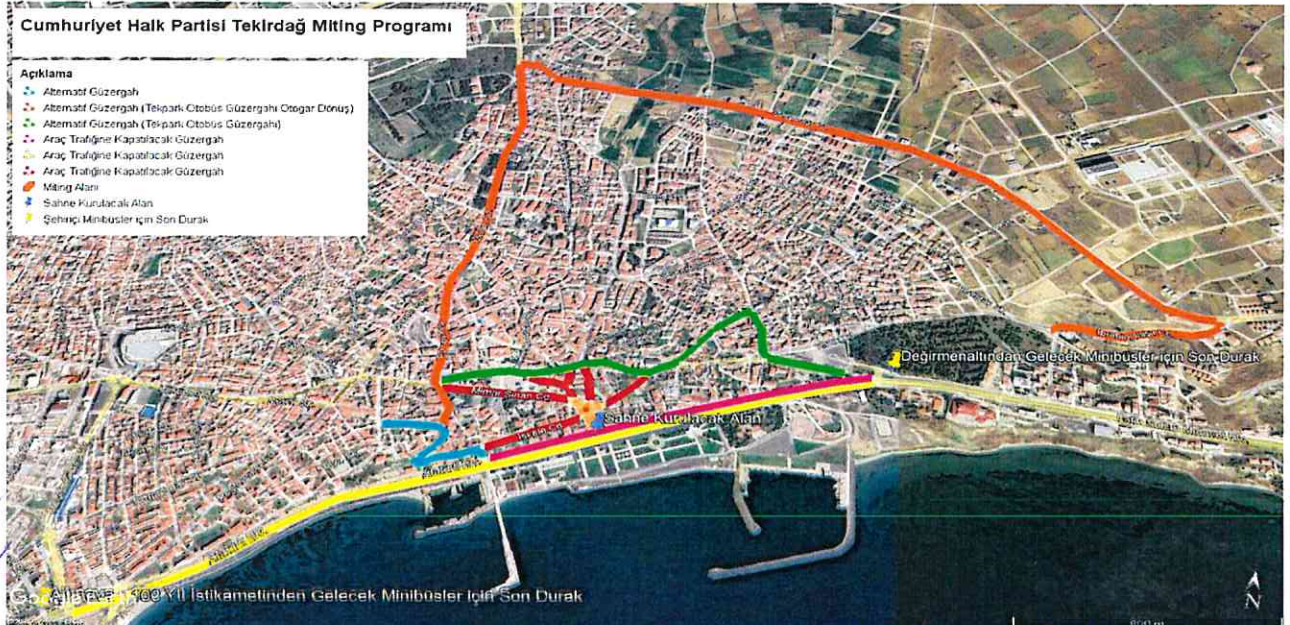 Cumhuriyet Halk Partisi Tekirdağ Miting Programı
Açıklama
Alternatif Güzergah
Alternatif Güzergah (Tekpark Otobüs Güzergahı Otogar Dönüş)
Alternatif Güzergah (Tekpark Otobüs Güzergahı)
Araç Trafiğine Kapatılacak Güzergah
Araç Trafiğine Kapatılacak Güzergah
Araç Trafiğine Kapatılacak Güzergah
Miting Alanı
Sahne Kurulacak Alan
Şehiriçi Minibüsler için Son Durak
Değirmenaltından Gelecek Minibüsler için Son Durak
Mimar Sinan Cd.
Sahne Kurulacak Alan
100 Yıl İstikametinden Gelecek Minibüsler için Son Durak
N
800 m